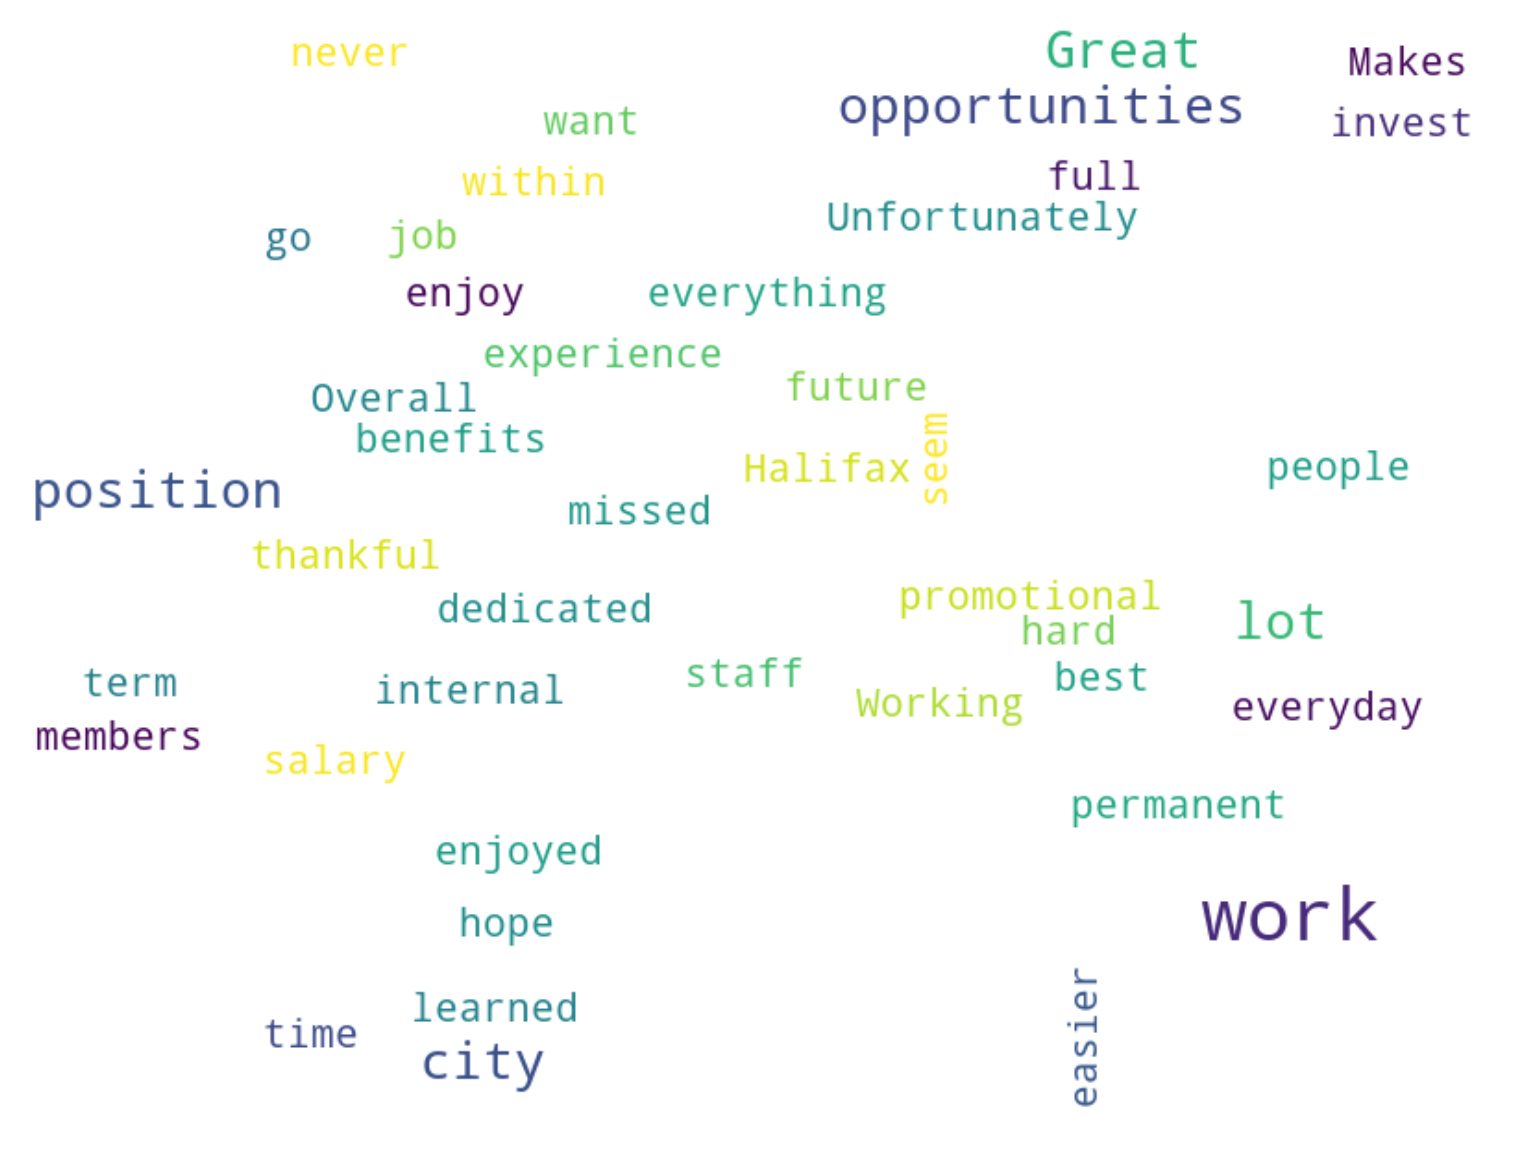 never
Great
Makes
opportunities
want
invest
within
full
Unfortunately
go
job
enjoy
everything
experience
future
Overall
benefits
seem
Halifax
people
position
missed
thankful
promotional
dedicated
hard
lot
staff
best
term
internal
Working
everyday
members
salary
permanent
enjoyed
work
hope
easier
learned
time
city